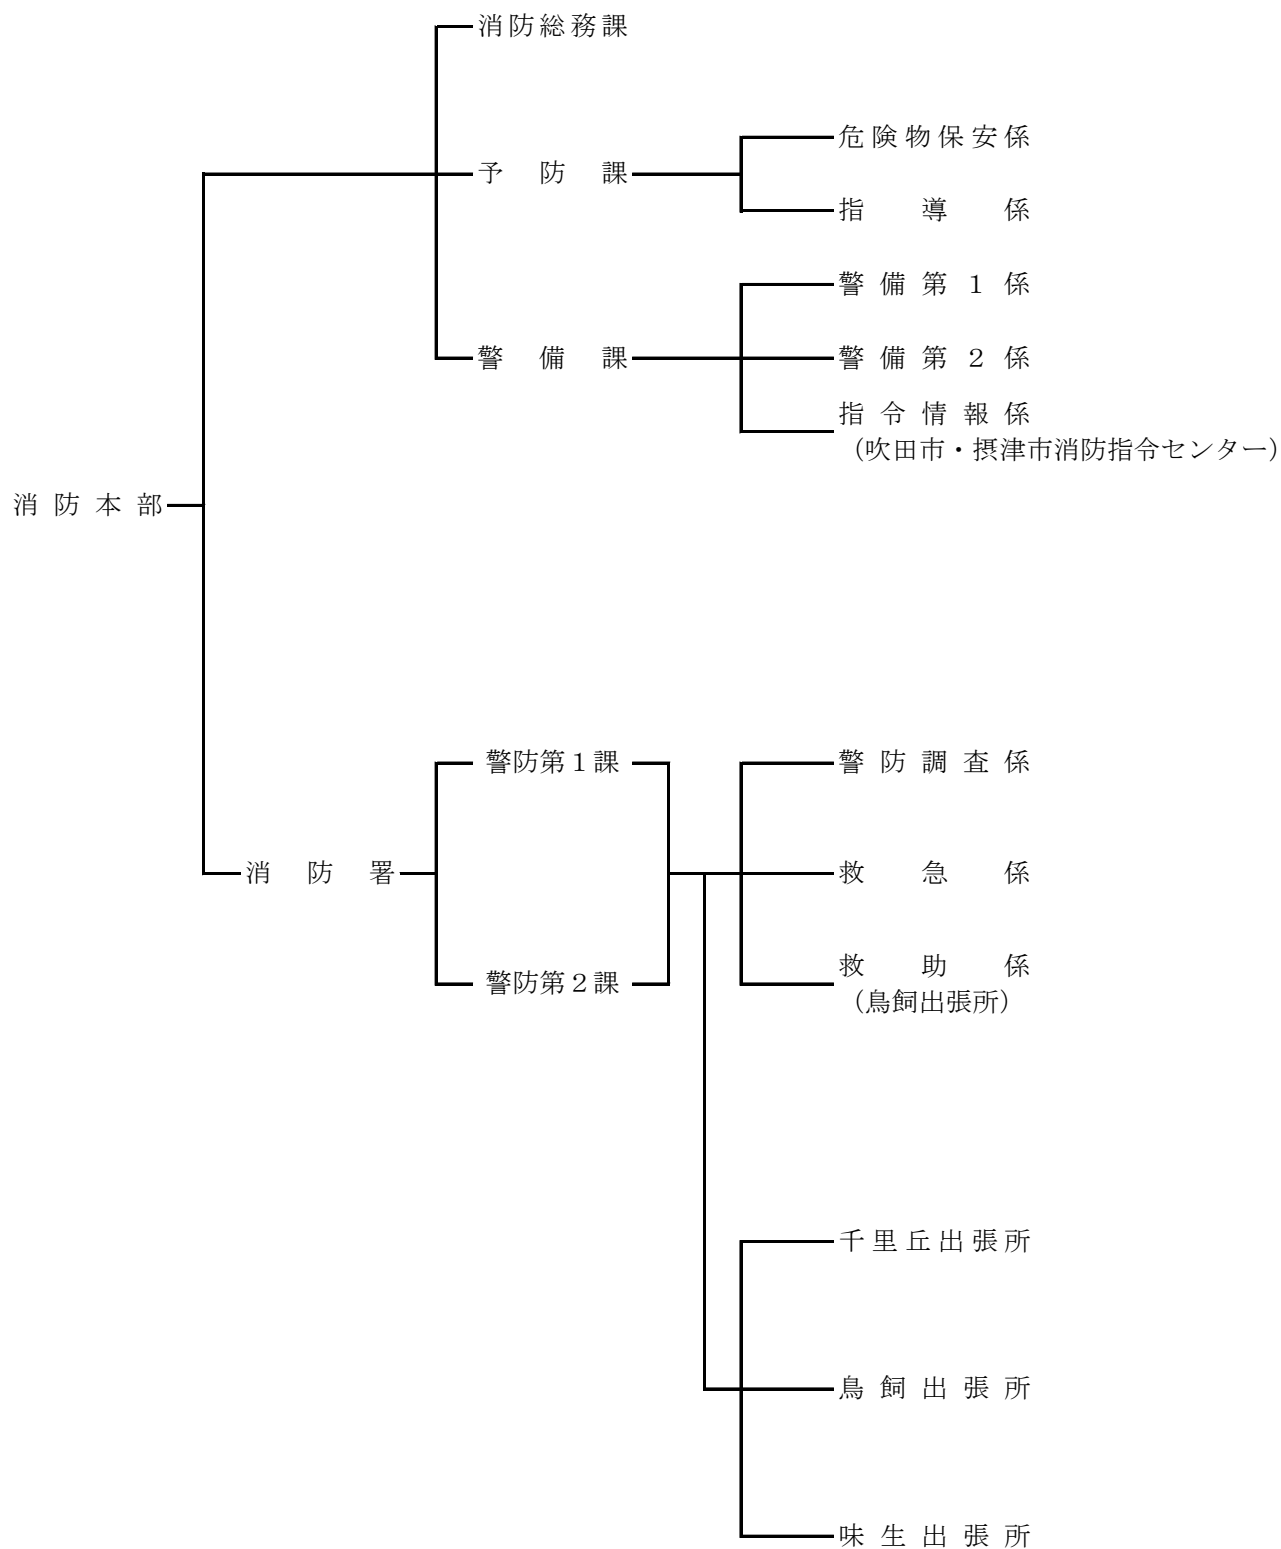 消防総務課
危険物保安係
予防課
指導係
警備第１係
警備課
警備第２係
指令情報係
（吹田市・摂津市消防指令センター）
消防本部
警防第１課
警防調査係
消防署
救急係
救助係
警防第２課
（鳥飼出張所）
千里丘出張所
鳥飼出張所
味生出張所